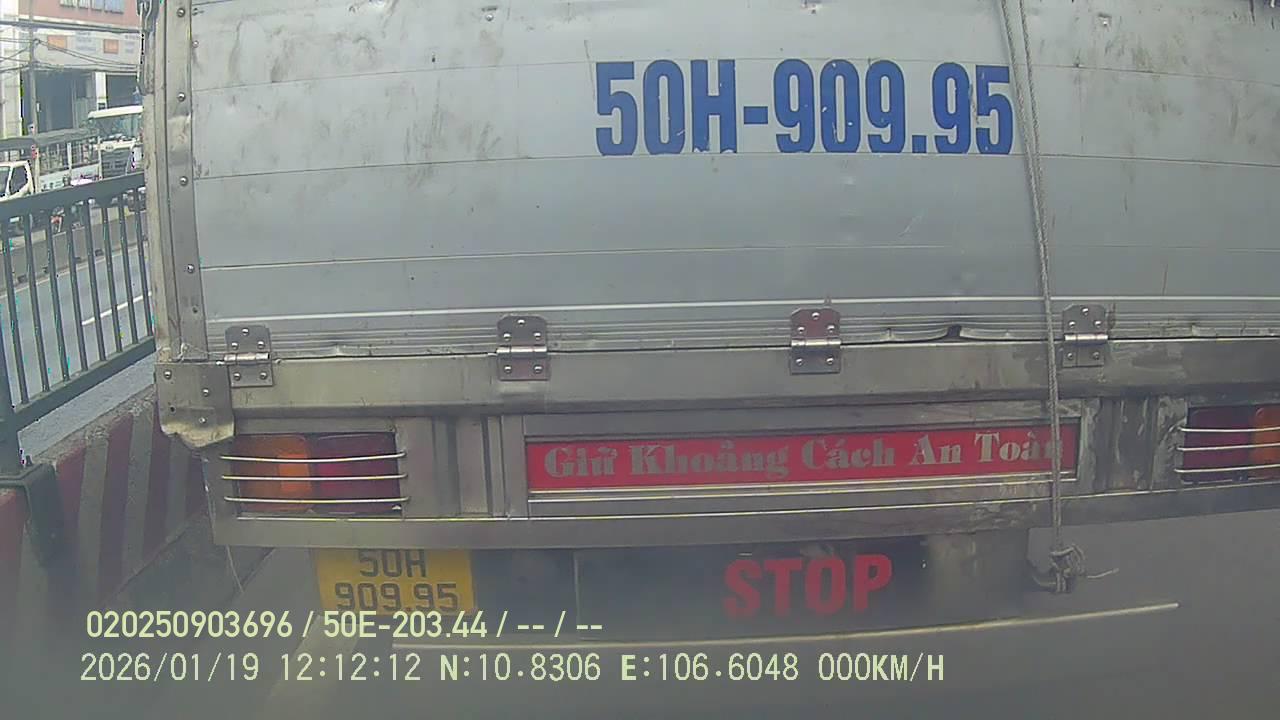 50H-909.95
Giữ Khoảng Cách An Toàn
STOP
50H
909.95
020250903696 / 50E-203.44 / -- / --
2026/01/19 12:12:12 N:10.8306 E:106.6048 000KM/H